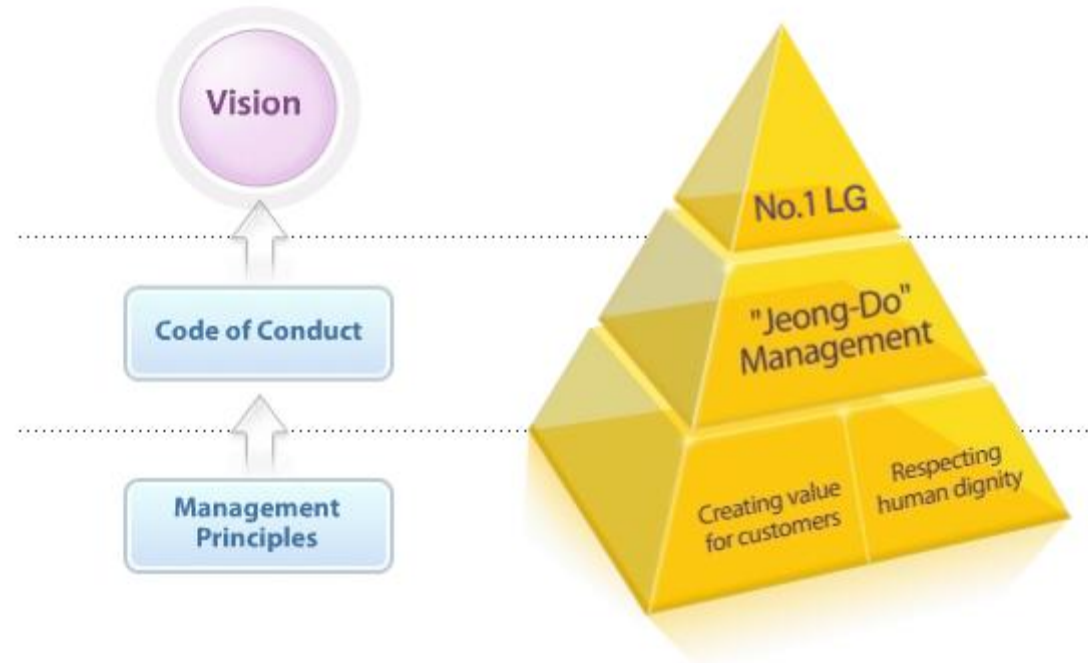 Vision
No.1 LG
Code of Conduct
"Jeong-Do"
Management
Management
Principles
Creating value
for customers
Respecting
human dignity